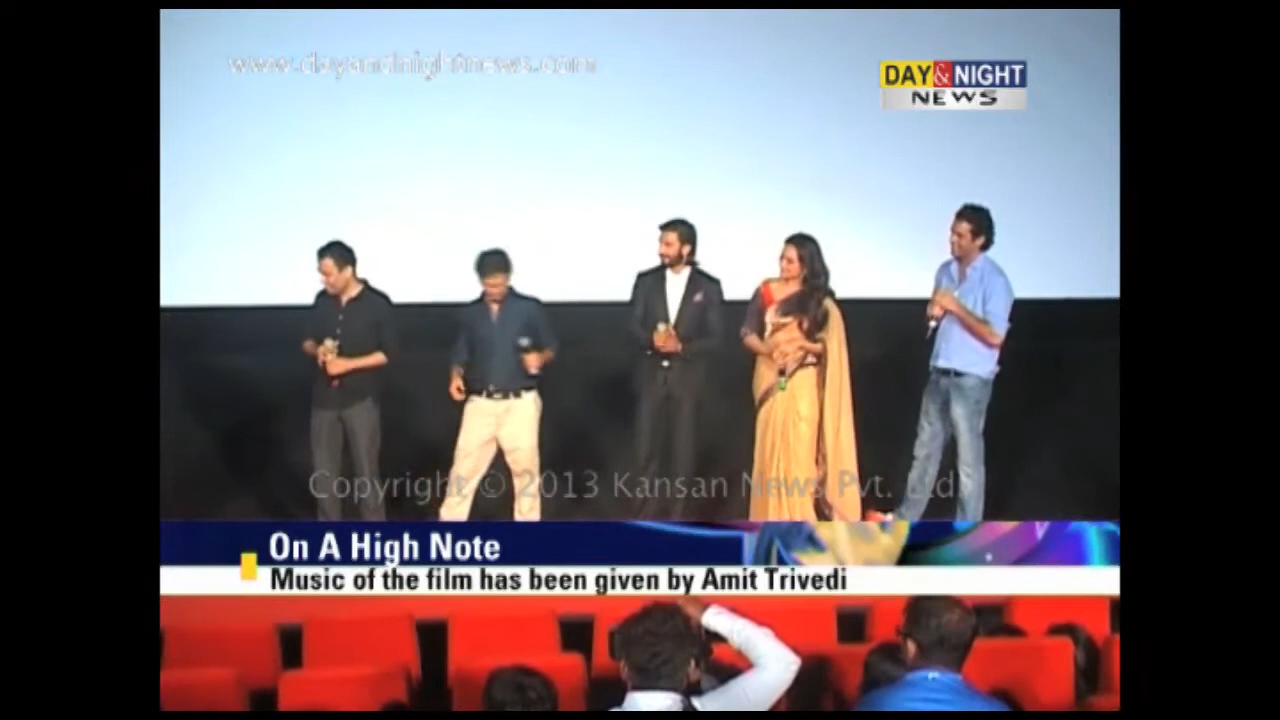 www.dayandnightnews.com
DAY&NIGHT
NEWS
Copyright © 2013 Kansan News Pvt. Ltd.
On A High Note
Music of the film has been given by Amit Trivedi